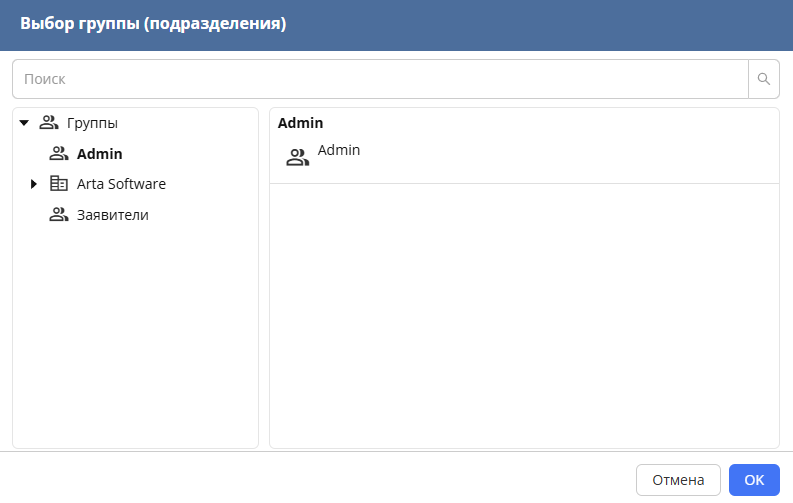 Выбор группы (подразделения)
Поиск
Группы
Admin
Arta Software
Заявители
Admin
Admin
Отмена
OK